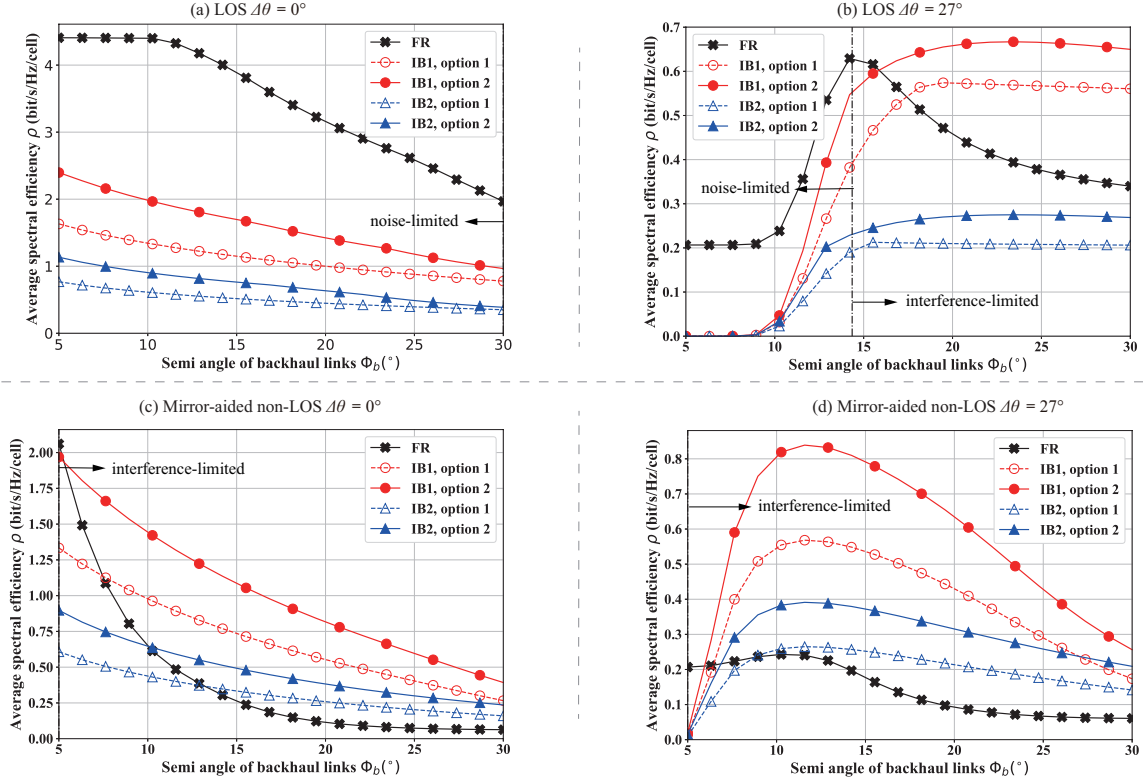 (a) LOS Δθ = 0°
Average spectral efficiency ρ (bit/s/Hz/cell)
4
3
2
1
0
FR
IB1, option 1
IB1, option 2
IB2, option 1
IB2, option 2
noise-limited
5 10 15 20 25 30
Semi angle of backhaul links Φb(°)
(b) LOS Δθ = 27°
Average spectral efficiency ρ (bit/s/Hz/cell)
0.7
0.6
0.5
0.4
0.3
0.2
0.1
0.0
FR
IB1, option 1
IB1, option 2
IB2, option 1
IB2, option 2
noise-limited
interference-limited
5 10 15 20 25 30
Semi angle of backhaul links Φb(°)
(c) Mirror-aided non-LOS Δθ = 0°
Average spectral efficiency ρ (bit/s/Hz/cell)
2.00
1.75
1.50
1.25
1.00
0.75
0.50
0.25
0.00
FR
IB1, option 1
IB1, option 2
IB2, option 1
IB2, option 2
interference-limited
5 10 15 20 25 30
Semi angle of backhaul links Φb(°)
(d) Mirror-aided non-LOS Δθ = 27°
Average spectral efficiency ρ (bit/s/Hz/cell)
0.8
0.7
0.6
0.5
0.4
0.3
0.2
0.1
0.0
FR
IB1, option 1
IB1, option 2
IB2, option 1
IB2, option 2
interference-limited
5 10 15 20 25 30
Semi angle of backhaul links Φb(°)